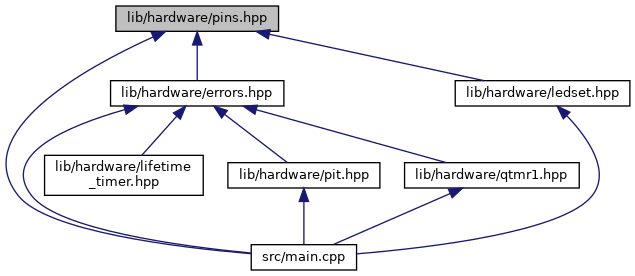 lib/hardware/pins.hpp
lib/hardware/errors.hpp
lib/hardware/ledset.hpp
lib/hardware/lifetime
_timer.hpp
lib/hardware/pit.hpp
lib/hardware/qtmr1.hpp
src/main.cpp